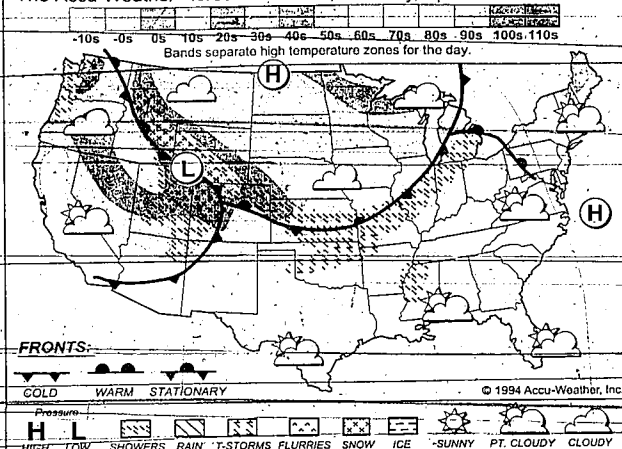 The Accu-Weather
-10s -0s 0s 10s 20s 30s 40s 50s 60s 70s 80s 90s 100s 110s
Bands separate high temperature zones for the day.
H
L
H
FRONTS:
COLD WARM STATIONARY
© 1994 Accu-Weather, Inc.
Pressure
H L
HIGH LOW SHOWERS RAIN T-STORMS FLURRIES SNOW ICE SUNNY PT. CLOUDY CLOUDY